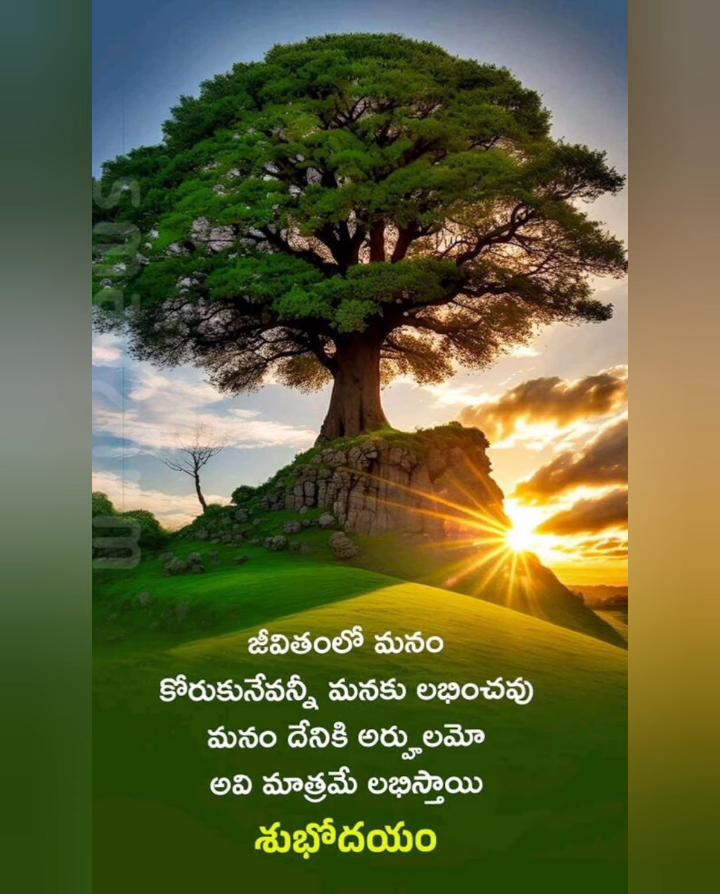 జీవితంలో మనం
కోరుకునేవన్నీ మనకు లభించవు
మనం దేనికి అర్హులమో
అవి మాత్రమే లభిస్తాయి
శుభోదయం